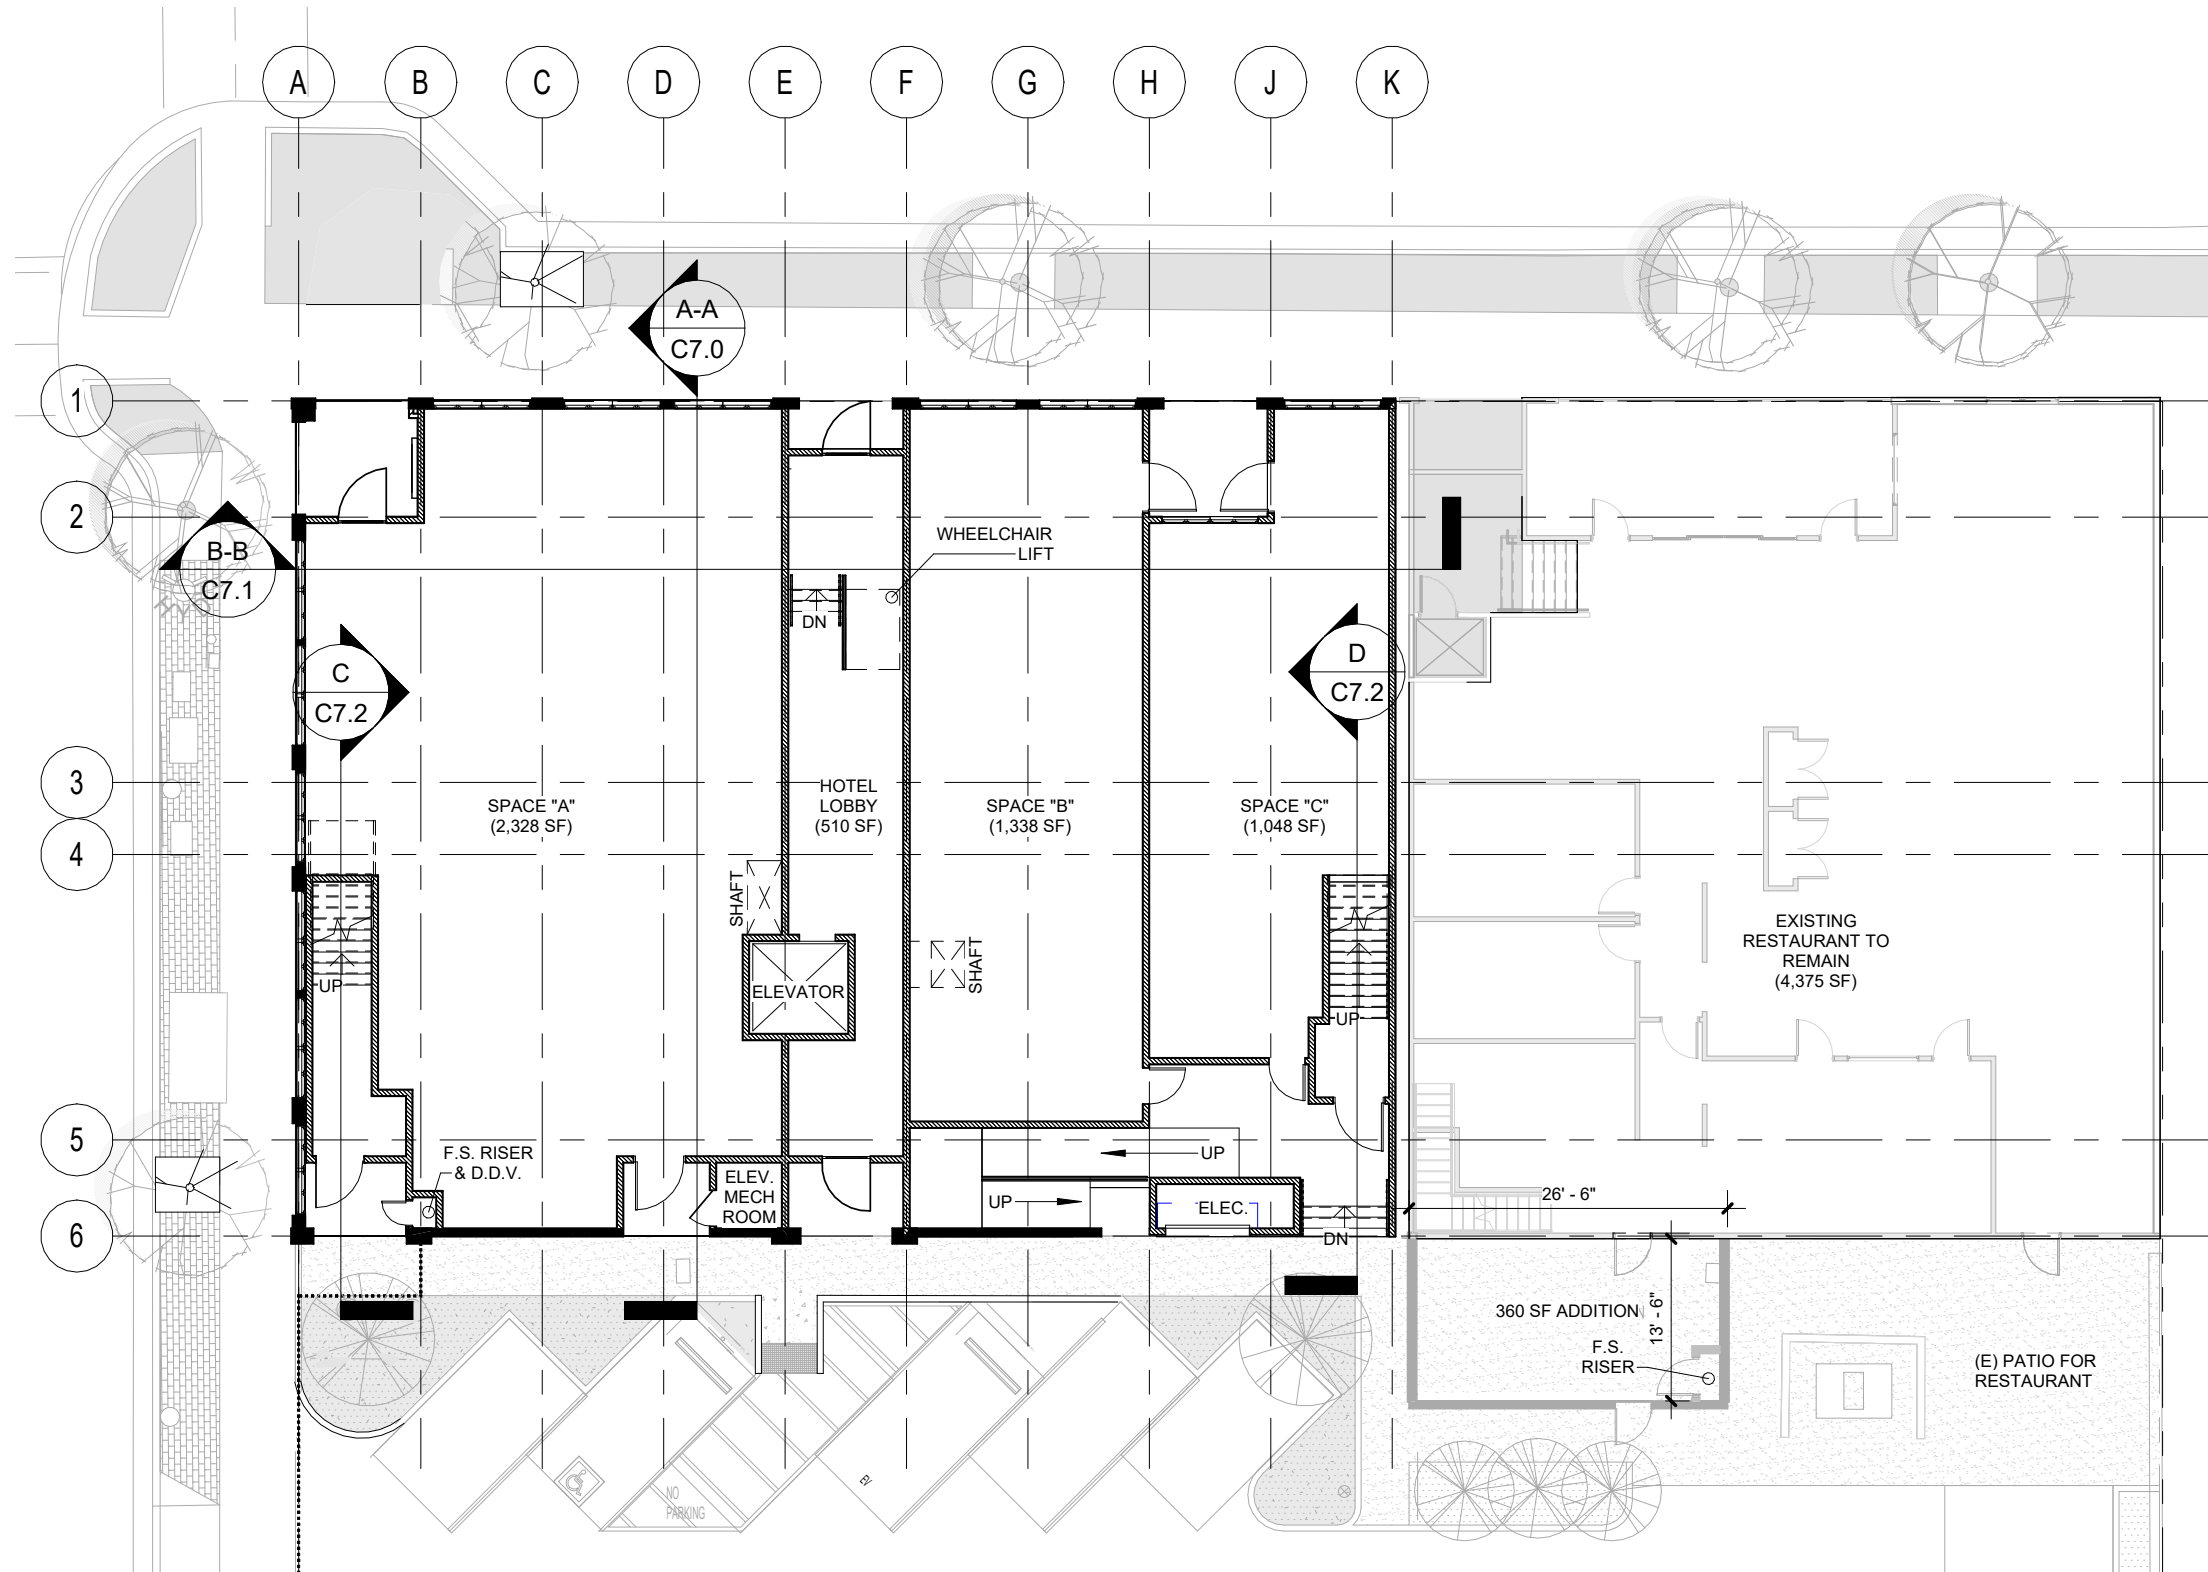 A B C D E F G H J K
A-A
C7.0
1
2
WHEELCHAIR
LIFT
B-B
C7.1
DN
C
C7.2
D
C7.2
3
HOTEL
LOBBY
(510 SF)
SPACE "A"
(2,328 SF)
SPACE "B"
(1,338 SF)
SPACE "C"
(1,048 SF)
4
SHAFT
SHAFT
EXISTING
RESTAURANT TO
REMAIN
(4,375 SF)
UP
ELEVATOR
UP
5
F.S. RISER
& D.D.V.
UP
ELEV.
MECH
ROOM
UP
ELEC.
26' - 6"
6
DN
360 SF ADDITION
13' - 6"
F.S.
RISER
(E) PATIO FOR
RESTAURANT
EV
NO
PARKING